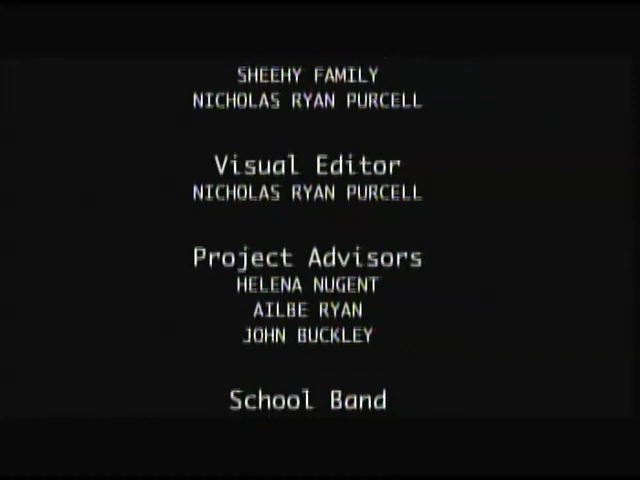 SHEEHY FAMILY
NICHOLAS RYAN PURCELL
Visual Editor
NICHOLAS RYAN PURCELL
Project Advisors
HELENA NUGENT
AILBE RYAN
JOHN BUCKLEY
School Band